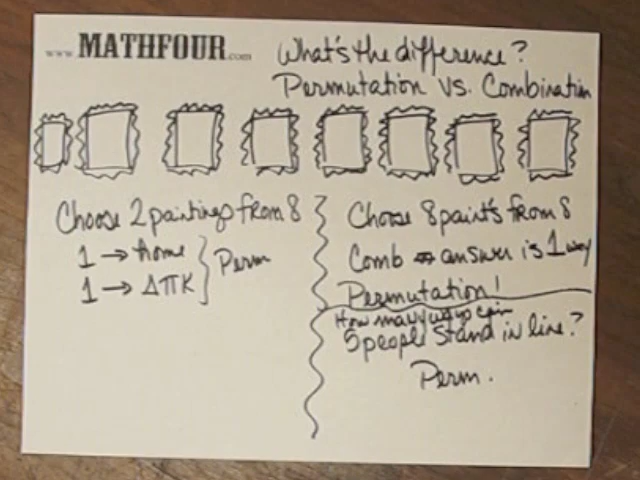 www.MATHFOUR.com
What's the difference?
Permutation vs. Combination
Choose 2 paintings from 8
1 → home
1 → ΔΠK
Perm
Choose 8 paint's from 8
Comb answer is 1 way
Permutation!
How many ways can
5 people stand in line?
Perm.